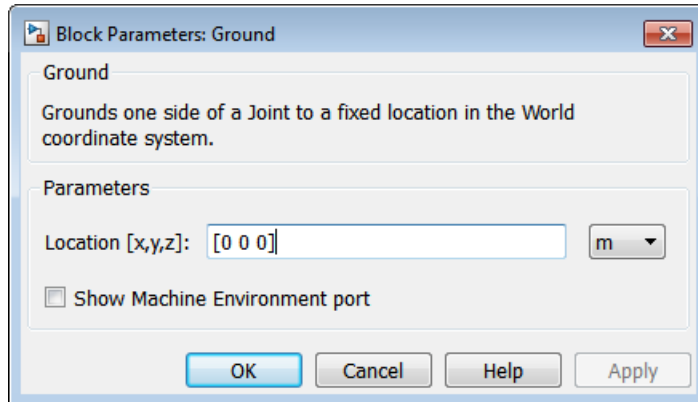 Block Parameters: Ground
Ground
Grounds one side of a Joint to a fixed location in the World
coordinate system.
Parameters
Location [x,y,z]: [0 0 0] m
Show Machine Environment port
OK Cancel Help Apply